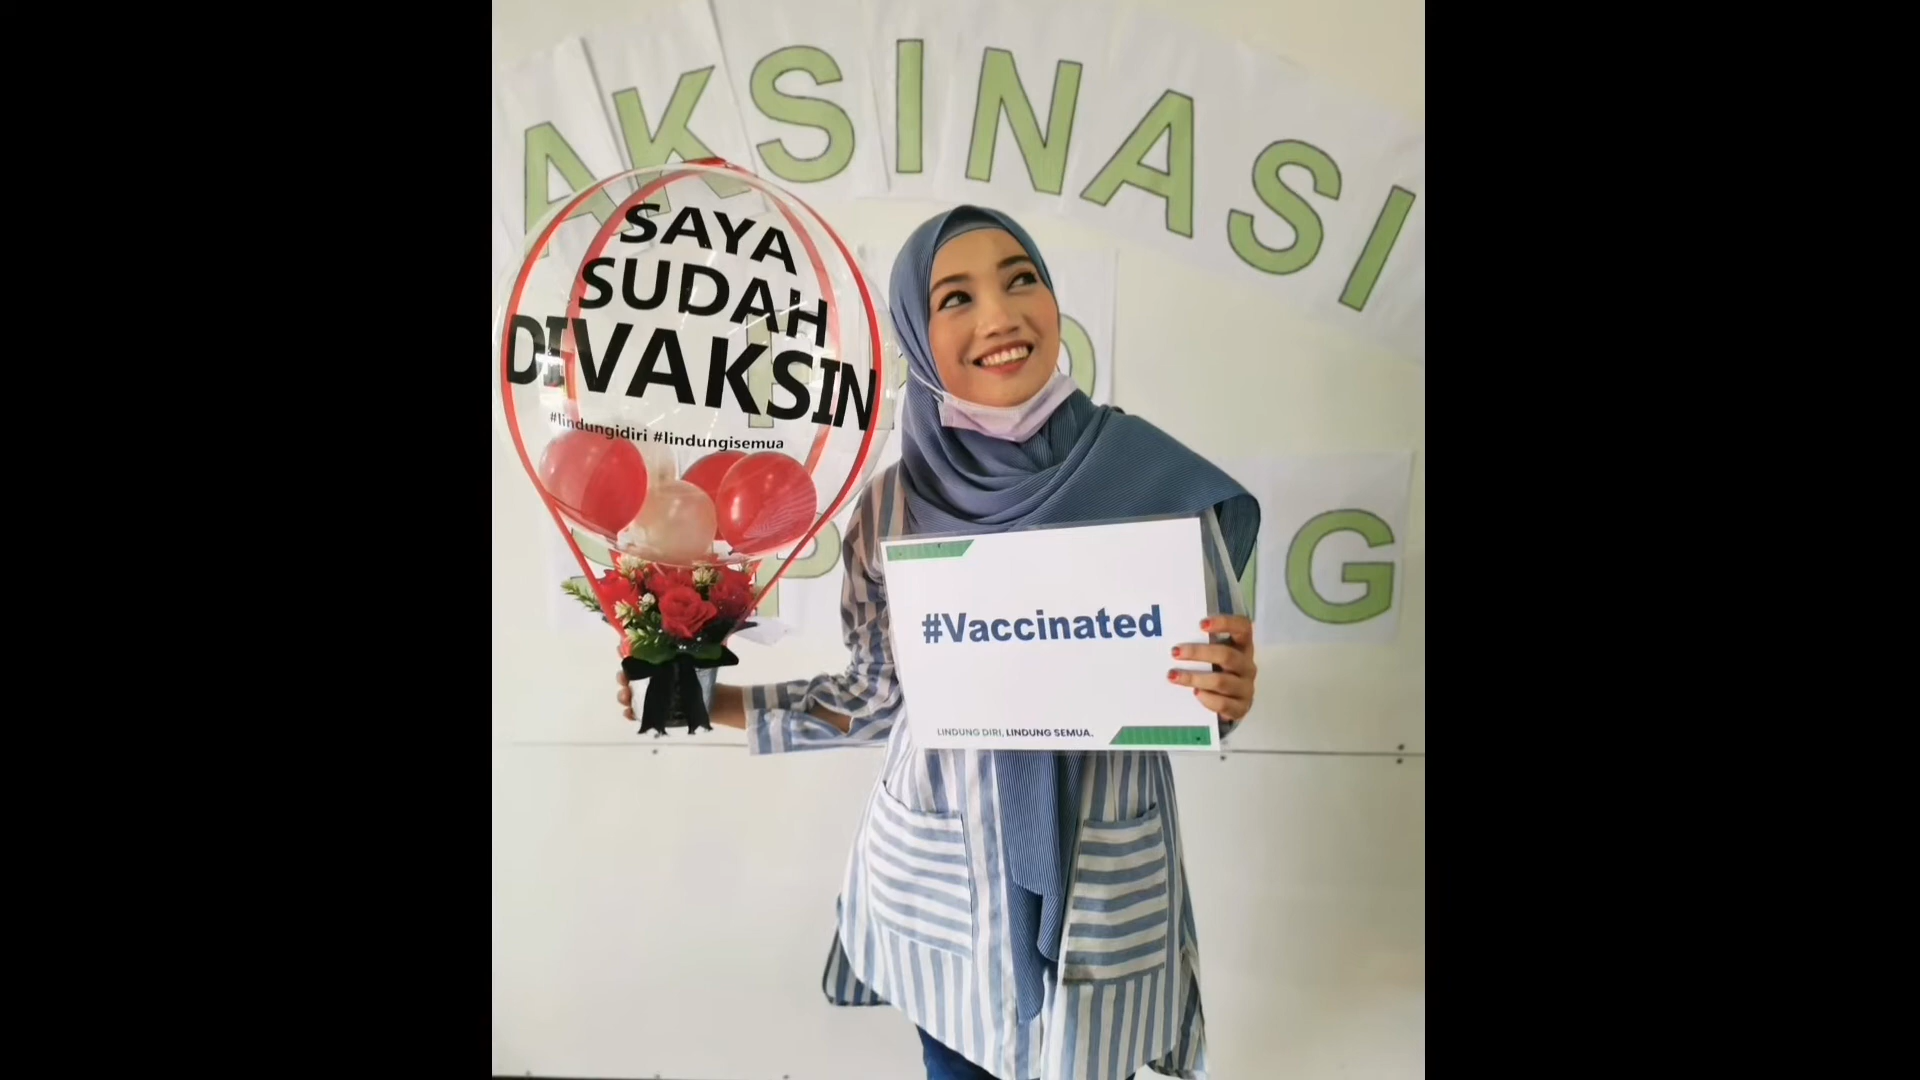 AKSINASI
SAYA
SUDAH
DIVAKSIN
#lindungidiri #lindungisemua
#Vaccinated
LINDUNG DIRI, LINDUNG SEMUA.